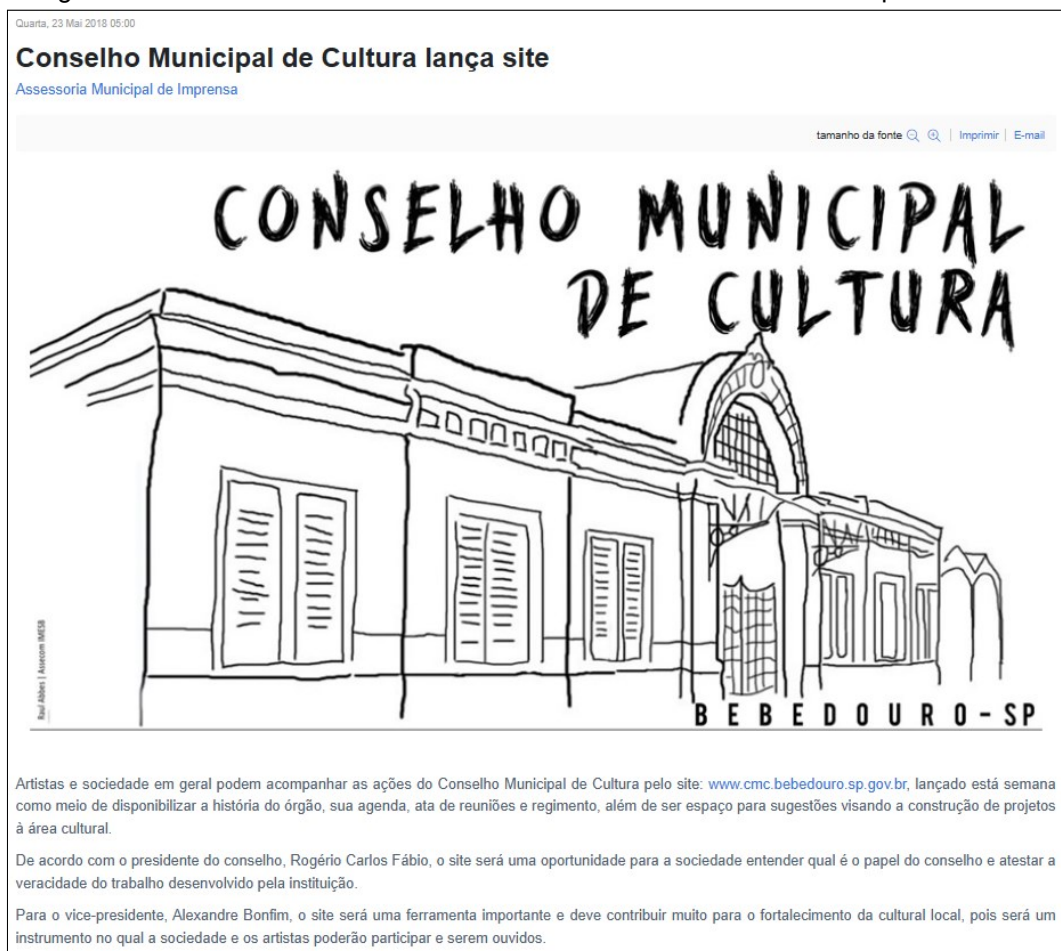 Quarta, 23 Mai 2018 05:00
Conselho Municipal de Cultura lança site
Assessoria Municipal de Imprensa
tamanho da fonte | Imprimir | E-mail
CONSELHO MUNICIPAL
DE CULTURA
Raul Abbes | Assecom IMESB
BEBEDOURO-SP
Artistas e sociedade em geral podem acompanhar as ações do Conselho Municipal de Cultura pelo site: www.cmc.bebedouro.sp.gov.br, lançado está semana
como meio de disponibilizar a história do órgão, sua agenda, ata de reuniões e regimento, além de ser espaço para sugestões visando a construção de projetos
à área cultural.
De acordo com o presidente do conselho, Rogério Carlos Fábio, o site será uma oportunidade para a sociedade entender qual é o papel do conselho e atestar a
veracidade do trabalho desenvolvido pela instituição.
Para o vice-presidente, Alexandre Bonfim, o site será uma ferramenta importante e deve contribuir muito para o fortalecimento da cultural local, pois será um
instrumento no qual a sociedade e os artistas poderão participar e serem ouvidos.